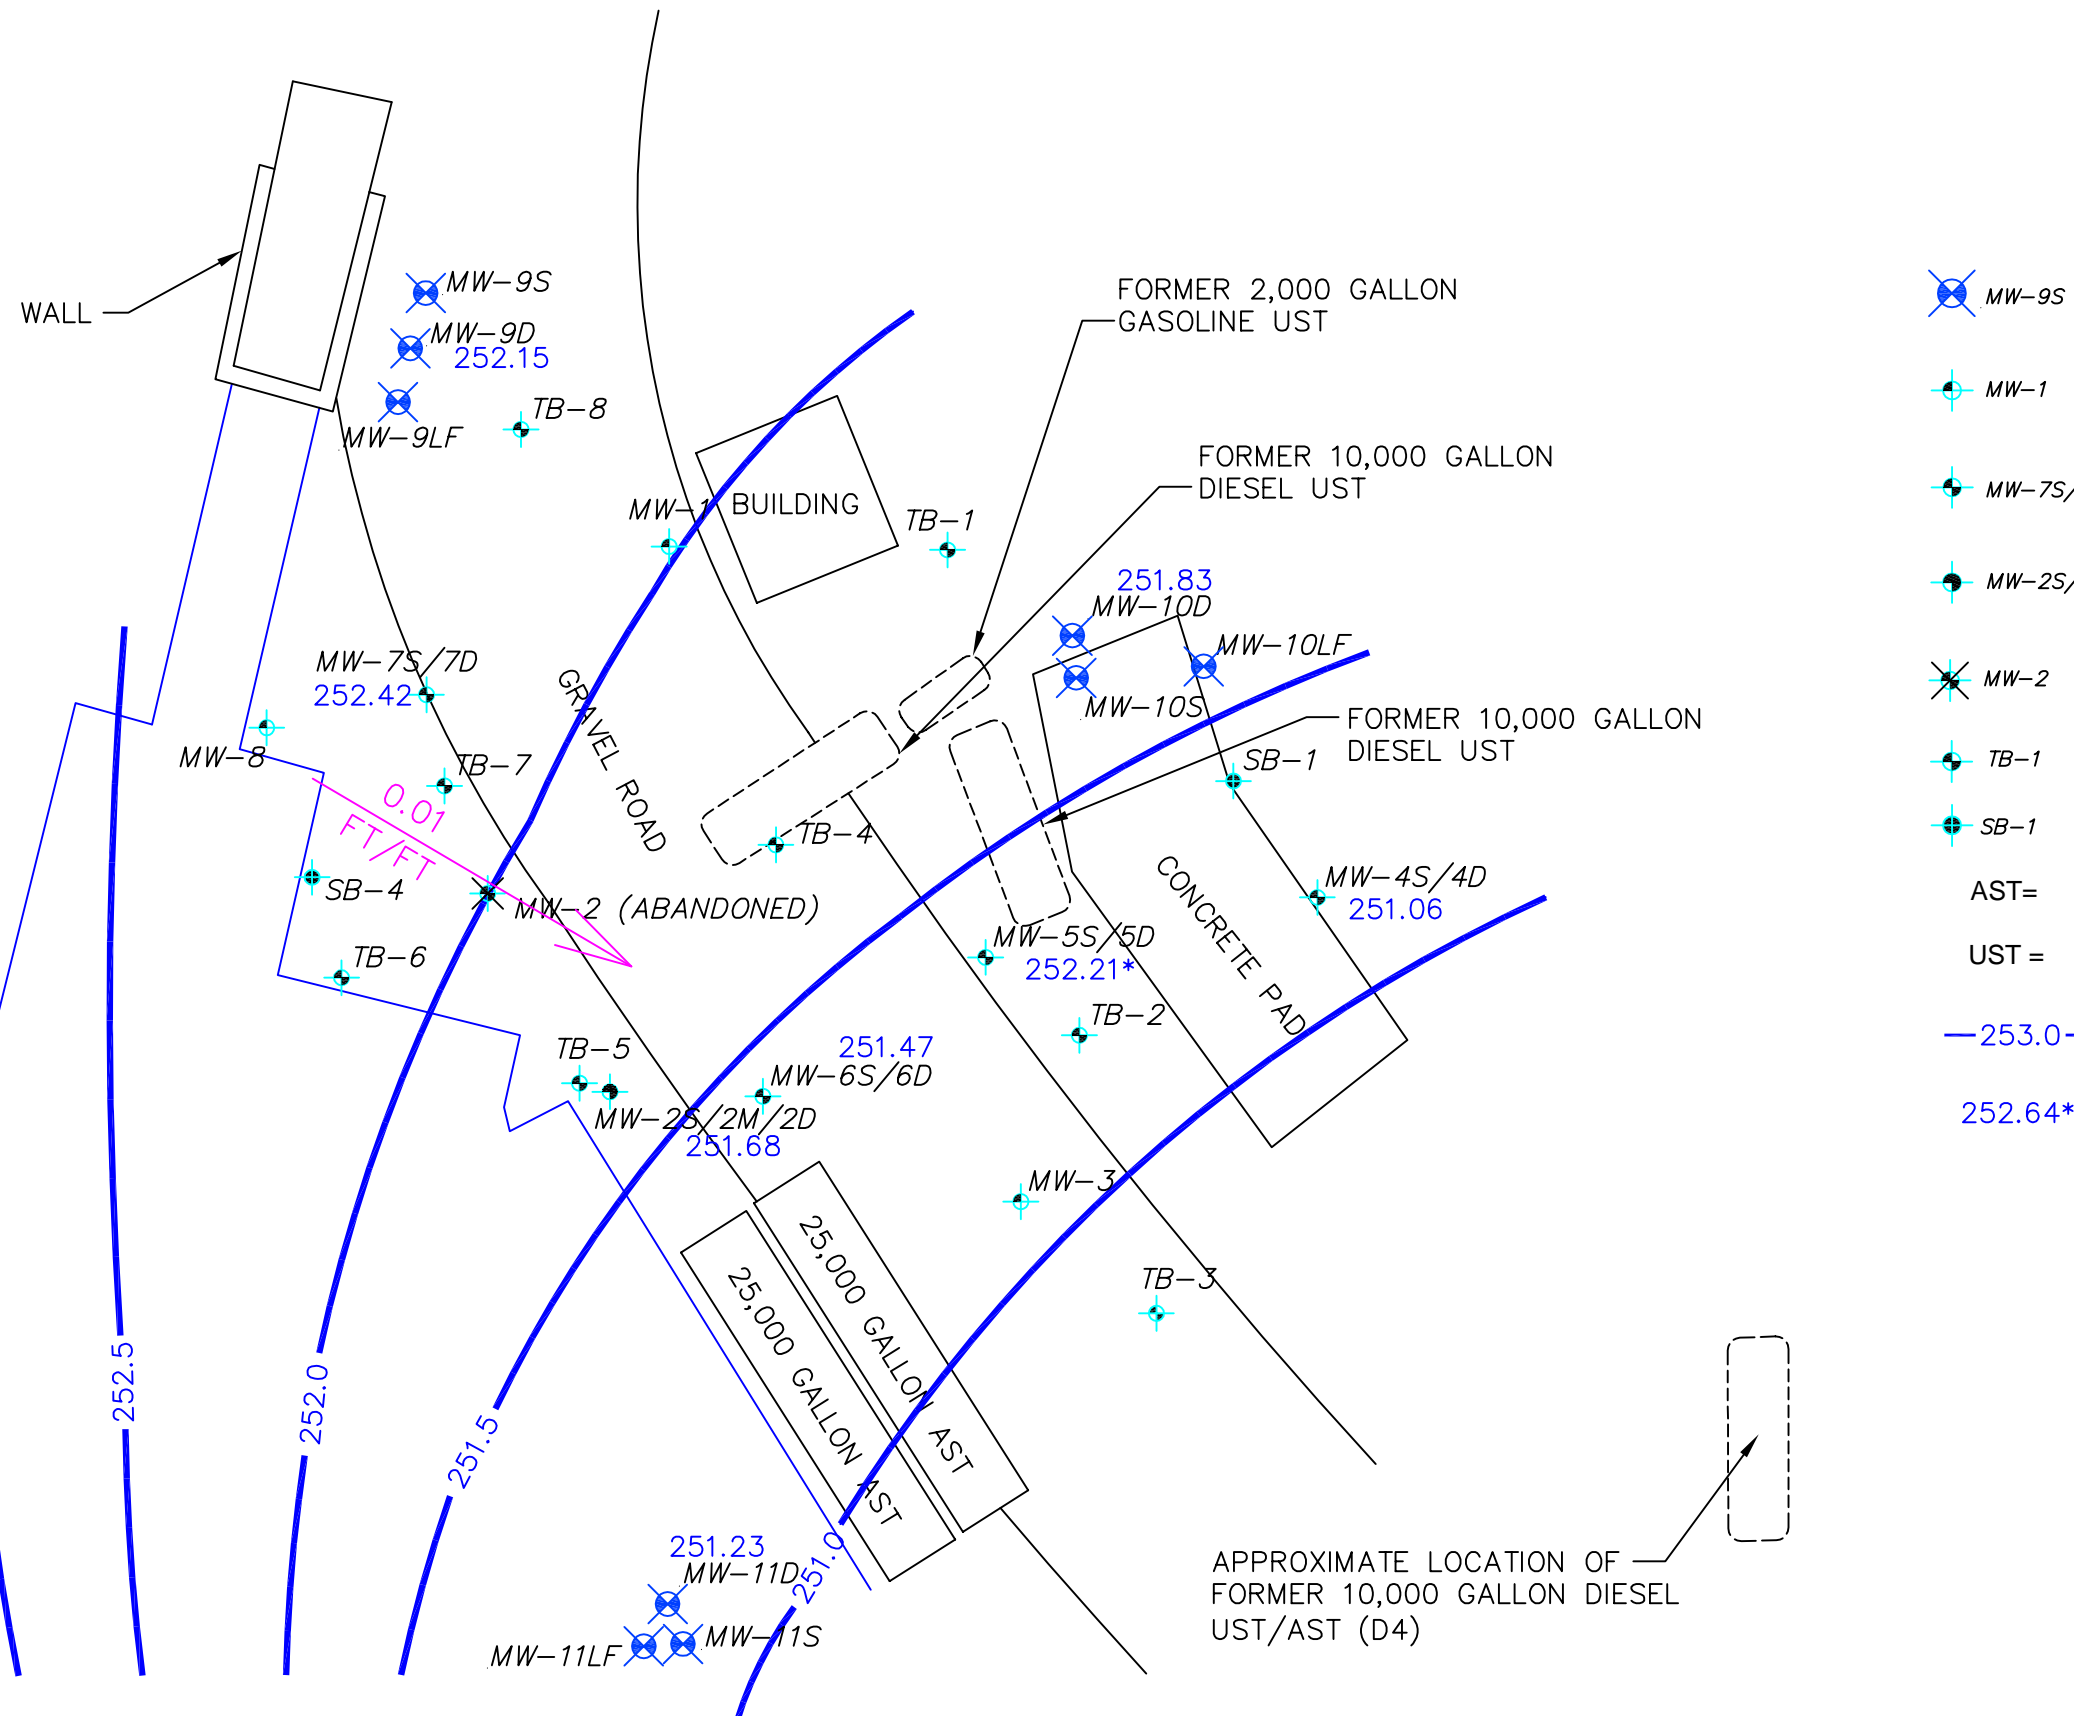 WALL
MW-9S
MW-9D
252.15
MW-9LF
TB-8
FORMER 2,000 GALLON
GASOLINE UST
FORMER 10,000 GALLON
DIESEL UST
MW-1
BUILDING
TB-1
251.83
MW-10D
MW-10LF
MW-10S
MW-7S/7D
252.42
MW-8
TB-7
GRAVEL ROAD
FORMER 10,000 GALLON
DIESEL UST
SB-1
0.01
FT/FT
TB-4
SB-4
MW-2 (ABANDONED)
MW-4S/4D
251.06
CONCRETE PAD
MW-5S/5D
252.21*
TB-6
TB-2
TB-5
251.47
MW-6S/6D
MW-2S/2M/2D
251.68
MW-3
TB-3
25,000 GALLON AST
25,000 GALLON AST
252.5
252.0
251.5
251.0
251.23
MW-11D
MW-11S
MW-11LF
APPROXIMATE LOCATION OF
FORMER 10,000 GALLON DIESEL
UST/AST (D4)
MW-9S
MW-1
MW-7S/
MW-2S/
MW-2
TB-1
SB-1
AST=
UST =
253.0
252.64*